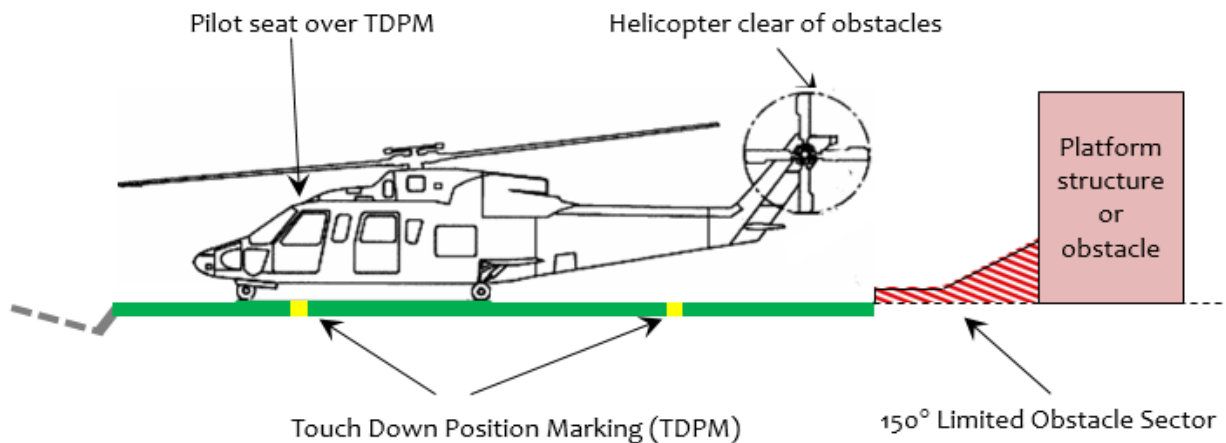 Pilot seat over TDPM
Helicopter clear of obstacles
Platform
structure
or
obstacle
Touch Down Position Marking (TDPM)
150° Limited Obstacle Sector